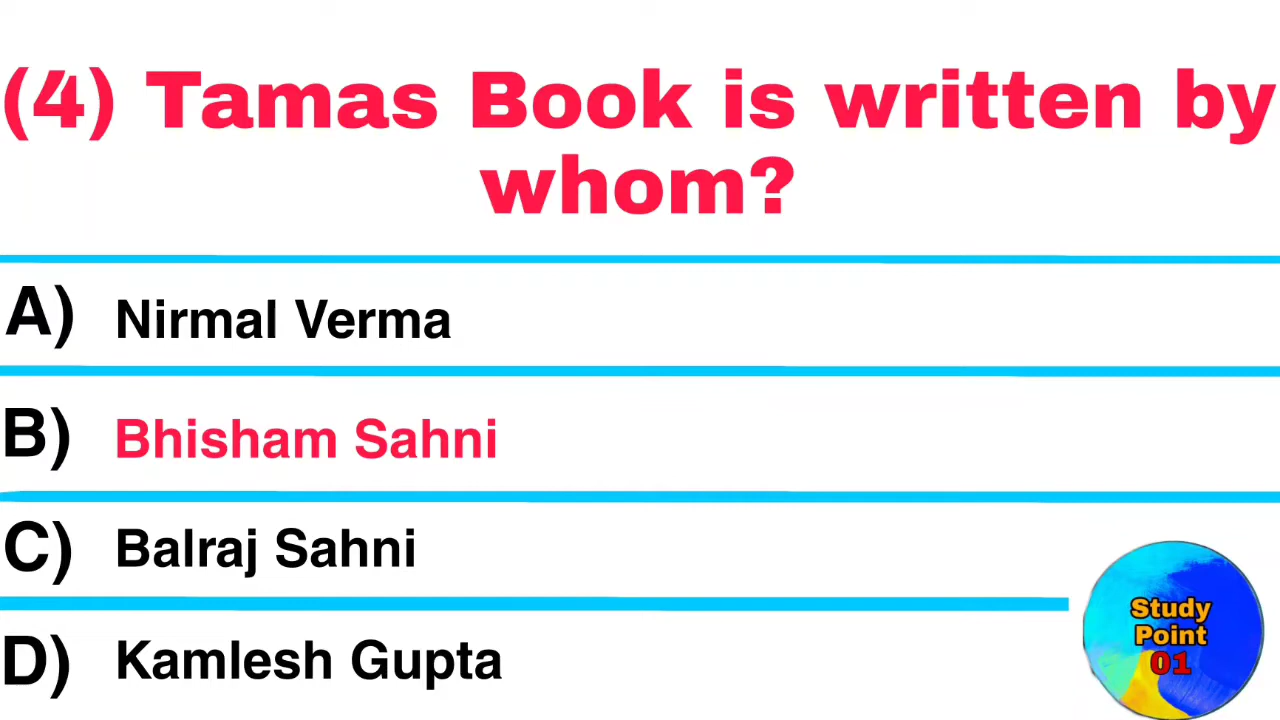 (4) Tamas Book is written by
whom?
A) Nirmal Verma
B) Bhisham Sahni
C) Balraj Sahni
D) Kamlesh Gupta
Study
Point
01